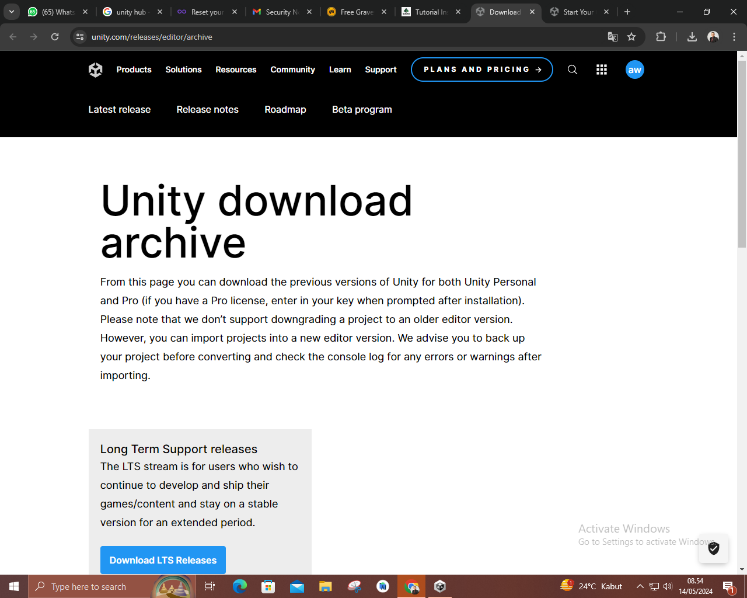 (65) Whats
unity hub -
Reset your
Security N
Free Grave
Tutorial In
Download
Start Your
unity.com/releases/editor/archive
Products
Solutions
Resources
Community
Learn
Support
PLANS AND PRICING →
aw
Latest release
Release notes
Roadmap
Beta program
Unity download
archive
From this page you can download the previous versions of Unity for both Unity Personal
and Pro (if you have a Pro license, enter in your key when prompted after installation).
Please note that we don't support downgrading a project to an older editor version.
However, you can import projects into a new editor version. We advise you to back up
your project before converting and check the console log for any errors or warnings after
importing.
Long Term Support releases
The LTS stream is for users who wish to
continue to develop and ship their
games/content and stay on a stable
version for an extended period.
Download LTS Releases
Activate Windows
Go to Settings to activate Windows.
Type here to search
24°C Kabut
08.54
14/05/2024